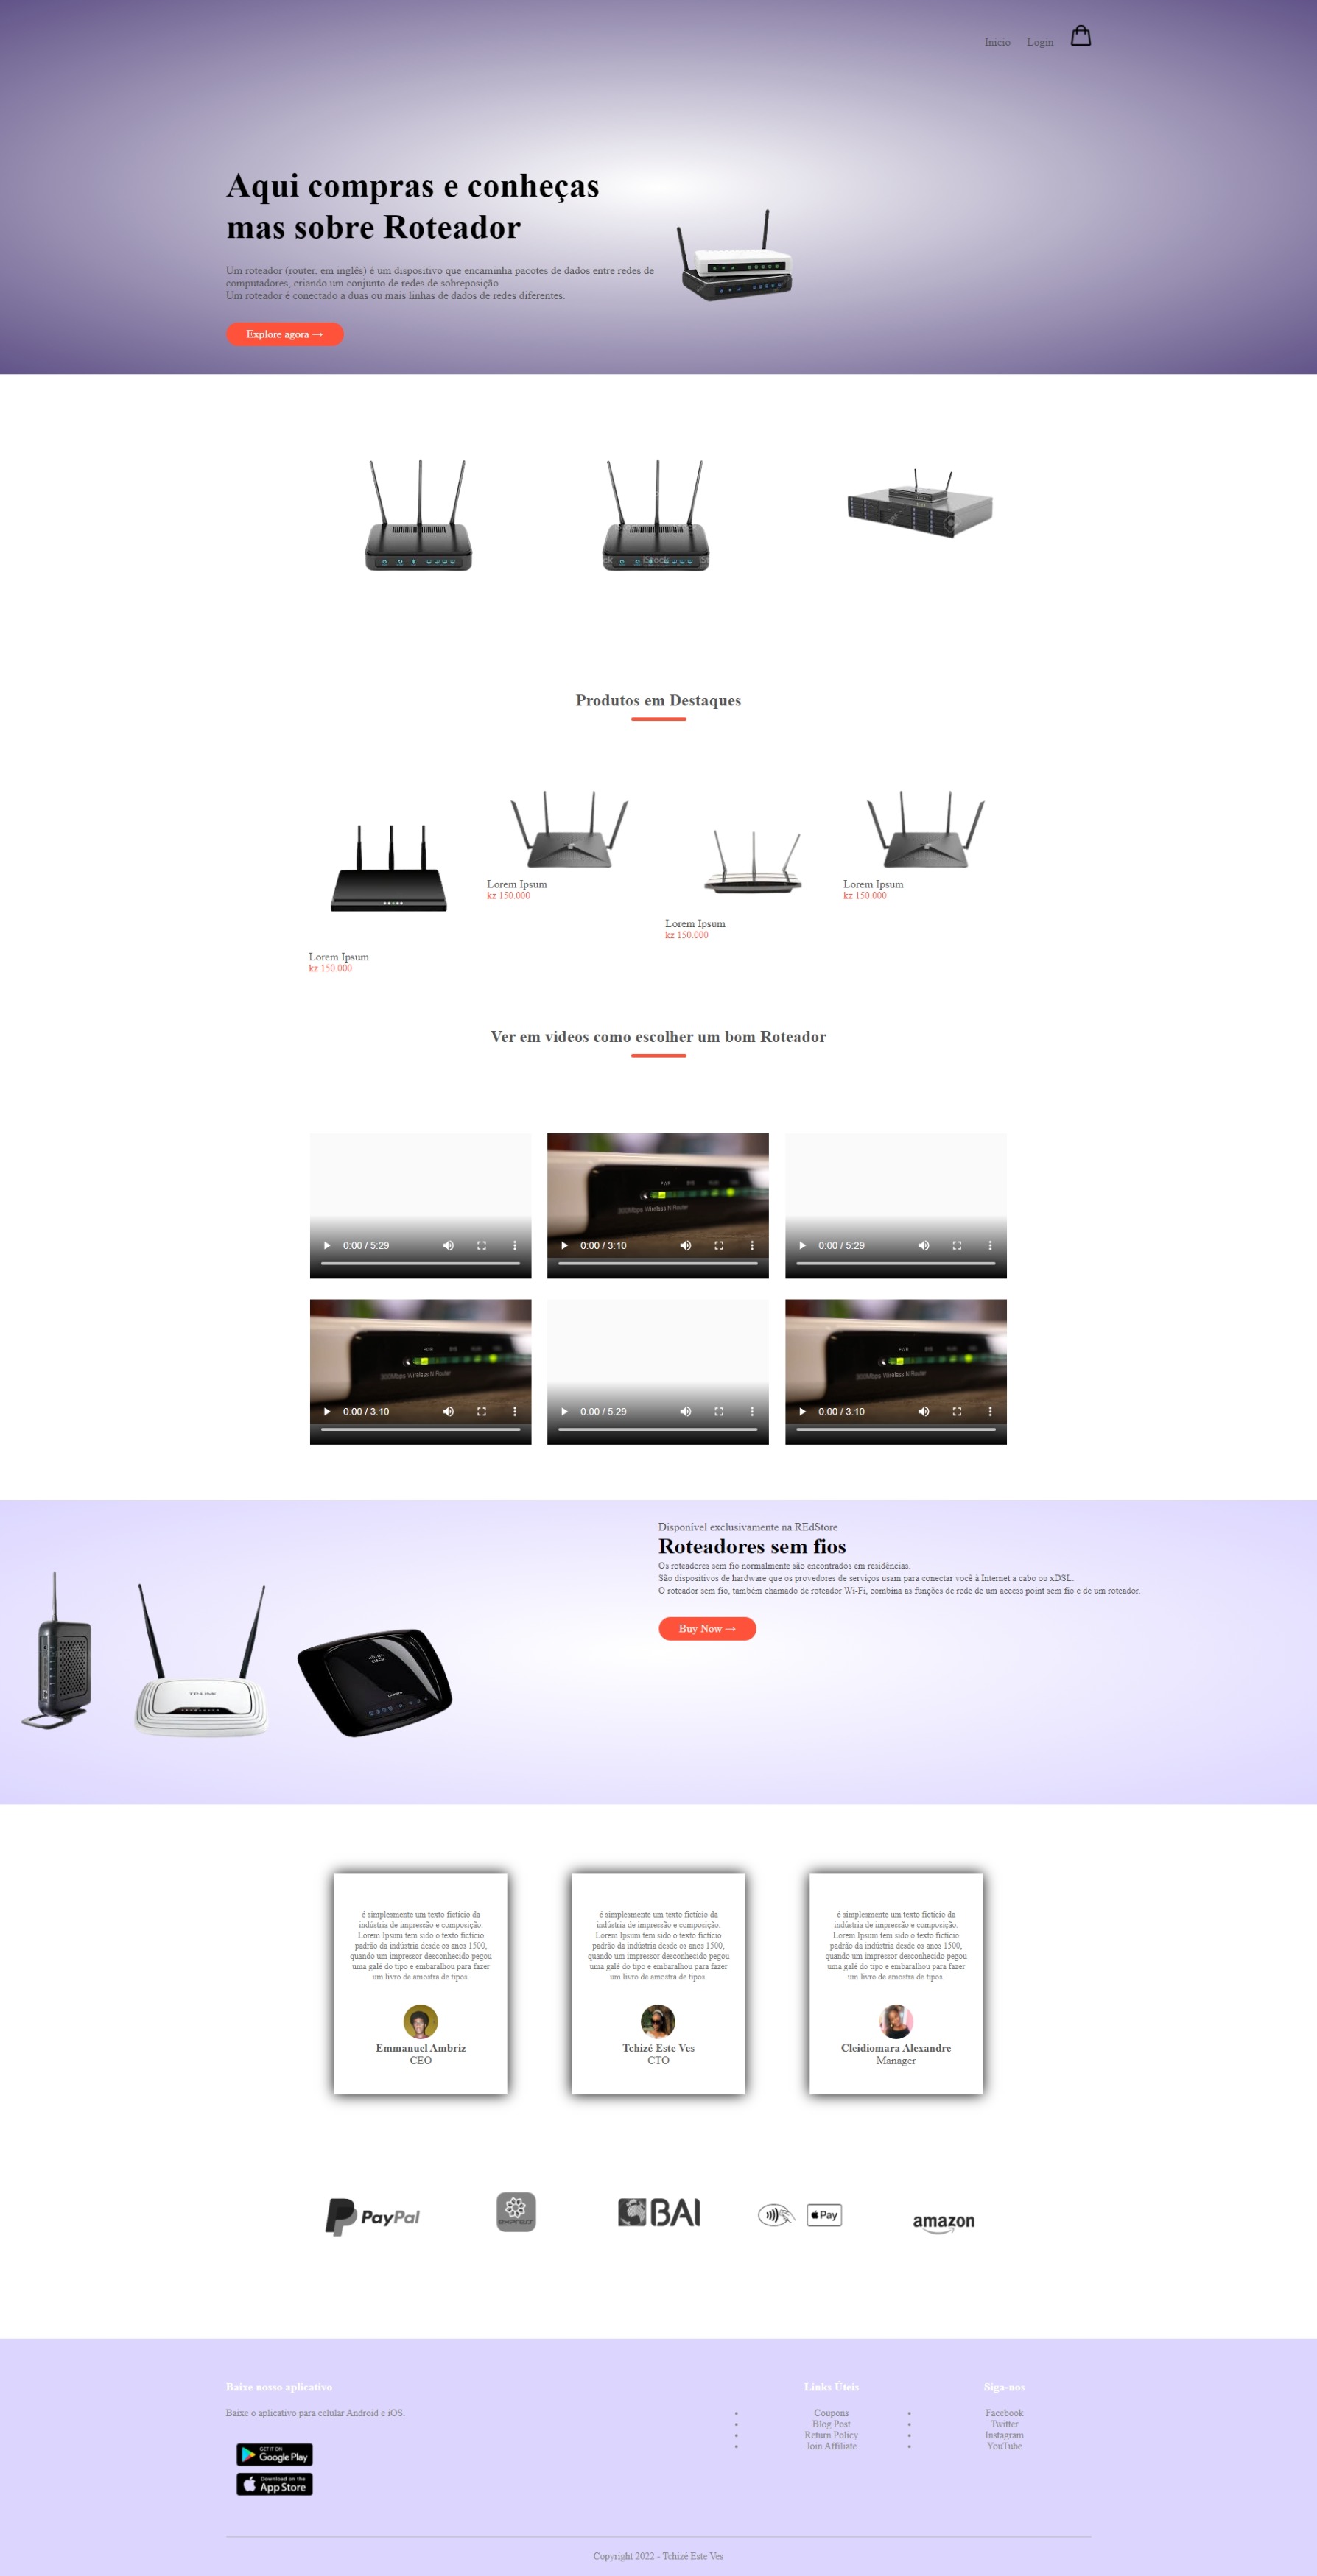 Inicio Login
Aqui compras e conheças
mas sobre Roteador
Um roteador (router, em inglês) é um dispositivo que encaminha pacotes de dados entre redes de
computadores, criando um conjunto de redes de sobreposição.
Um roteador é conectado a duas ou mais linhas de dados de redes diferentes.
Explore agora →
iStock
Produtos em Destaques
Lorem Ipsum
kz 150.000
Lorem Ipsum
kz 150.000
Lorem Ipsum
kz 150.000
Lorem Ipsum
kz 150.000
Ver em videos como escolher um bom Roteador
0:00 / 5:29
300Mbps Wireless N Router
0:00 / 3:10
0:00 / 5:29
300Mbps Wireless N Router
0:00 / 3:10
0:00 / 5:29
300Mbps Wireless N Router
0:00 / 3:10
Disponível exclusivamente na REdStore
Roteadores sem fios
Os roteadores sem fio normalmente são encontrados em residências.
São dispositivos de hardware que os provedores de serviços usam para conectar você à Internet a cabo ou xDSL.
O roteador sem fio, também chamado de roteador Wi-Fi, combina as funções de rede de um access point sem fio e de um roteador.
Buy Now →
TP-LINK
CISCO
é simplesmente um texto fictício da
indústria de impressão e composição.
Lorem Ipsum tem sido o texto fictício
padrão da indústria desde os anos 1500,
quando um impressor desconhecido pegou
uma galé do tipo e embaralhou para fazer
um livro de amostra de tipos.
Emmanuel Ambriz
CEO
é simplesmente um texto fictício da
indústria de impressão e composição.
Lorem Ipsum tem sido o texto fictício
padrão da indústria desde os anos 1500,
quando um impressor desconhecido pegou
uma galé do tipo e embaralhou para fazer
um livro de amostra de tipos.
Tchizé Este Ves
CTO
é simplesmente um texto fictício da
indústria de impressão e composição.
Lorem Ipsum tem sido o texto fictício
padrão da indústria desde os anos 1500,
quando um impressor desconhecido pegou
uma galé do tipo e embaralhou para fazer
um livro de amostra de tipos.
Cleidiomara Alexandre
Manager
PayPal
BAI
Pay
amazon
Baixe nosso aplicativo
Baixe o aplicativo para celular Android e iOS.
GET IT ON
Google Play
Download on the
App Store
Links Úteis
Coupons
Blog Post
Return Policy
Join Affiliate
Siga-nos
Facebook
Twitter
Instagram
YouTube
Copyright 2022 - Tchizé Este Ves